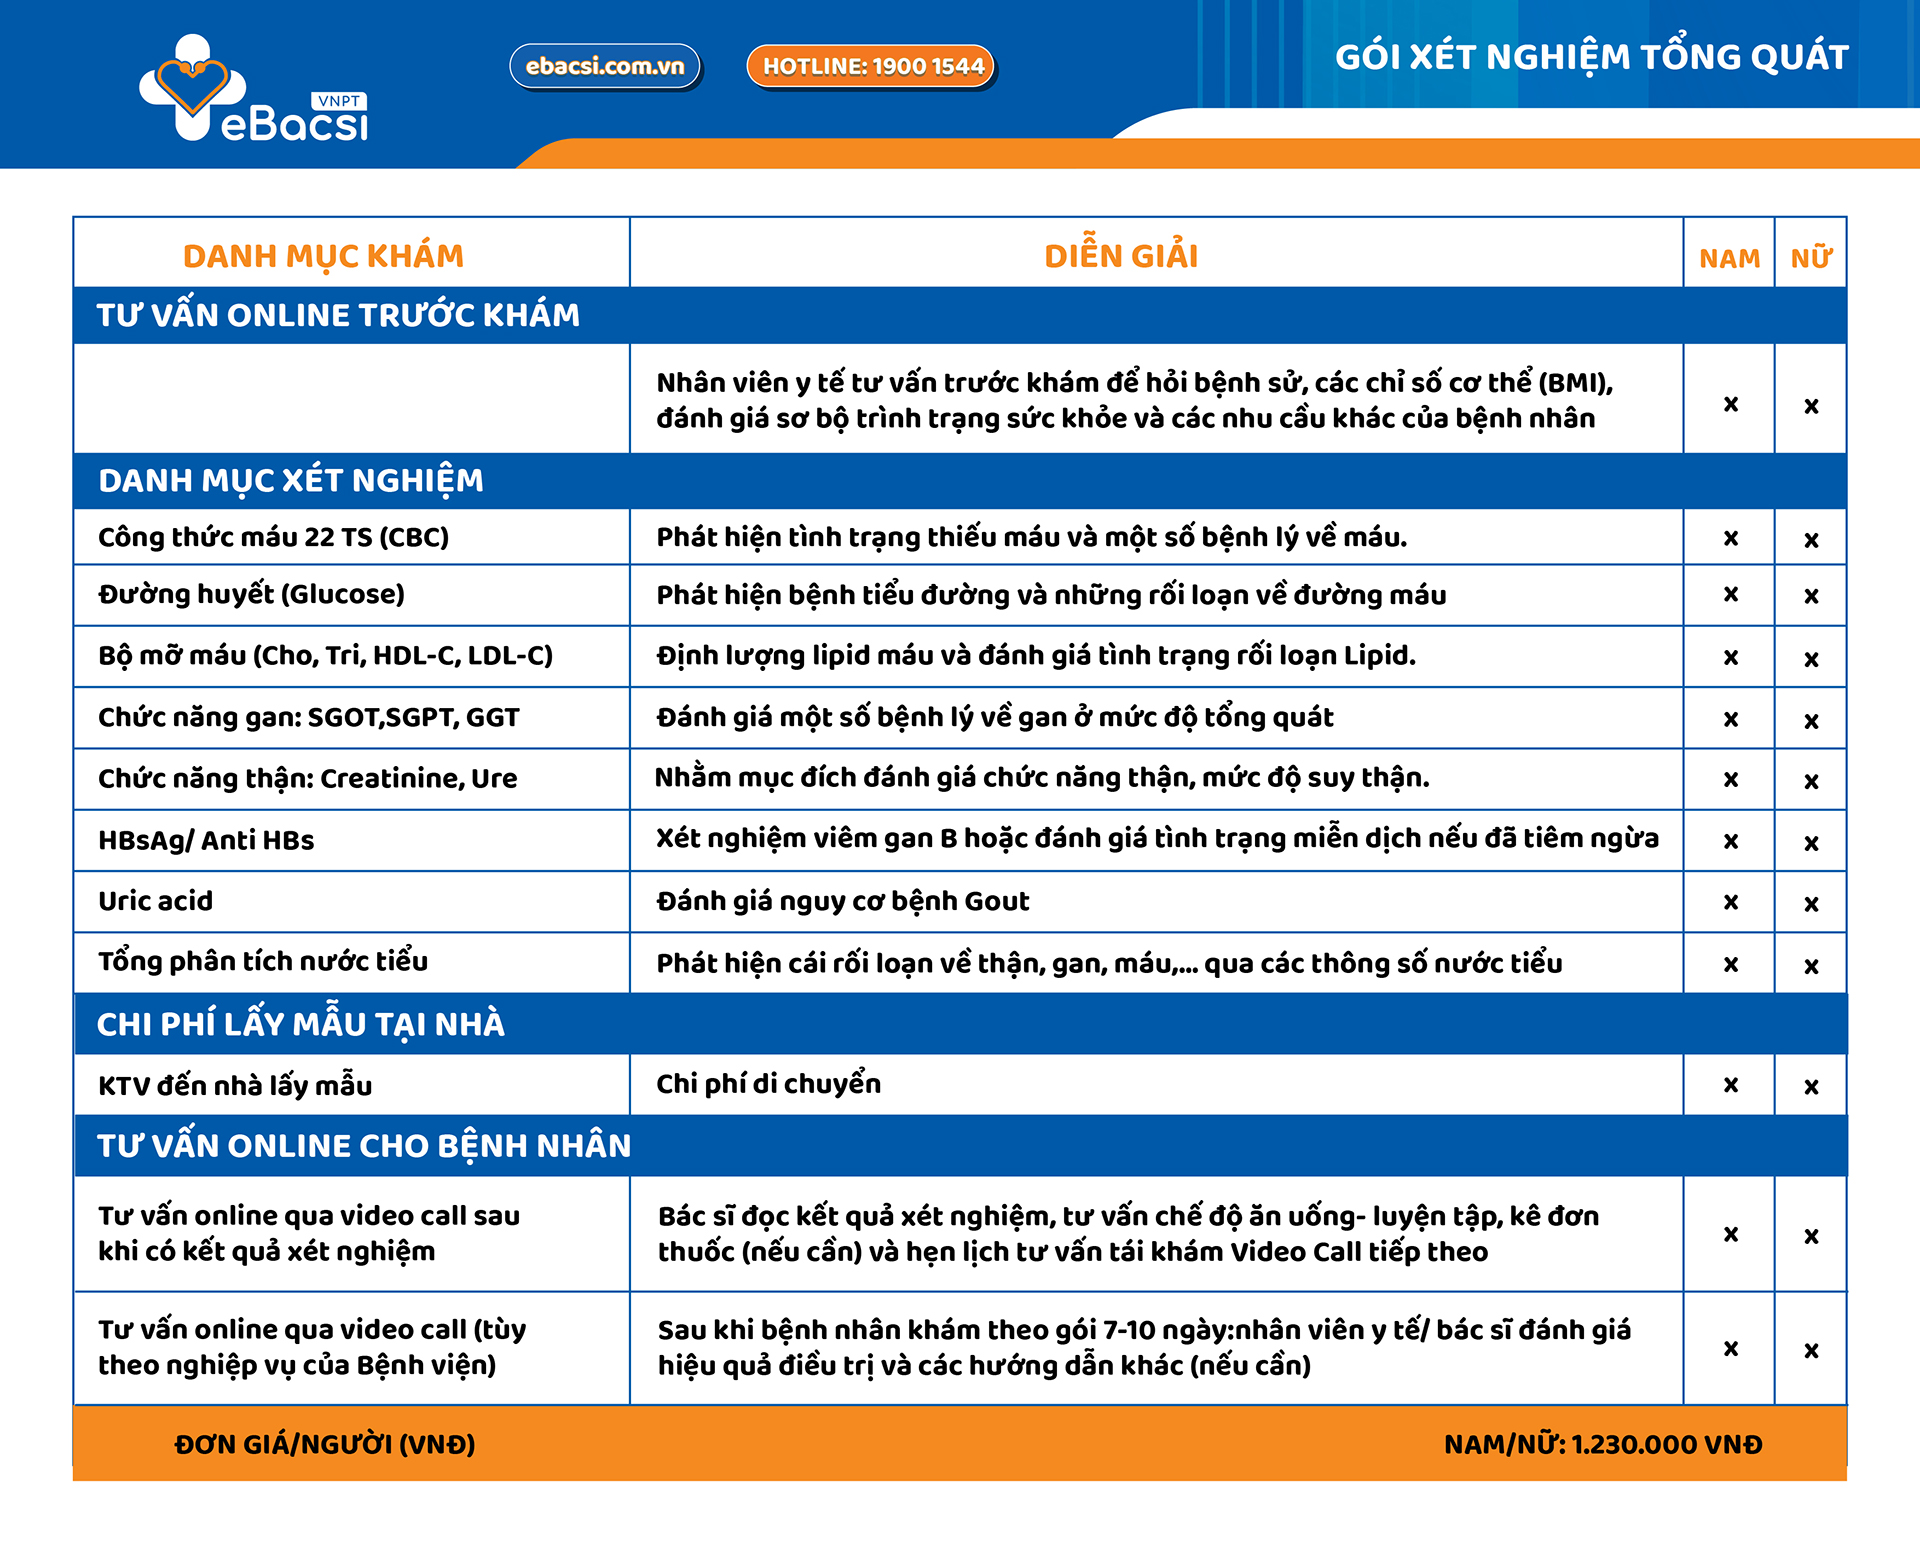 VNPT
eBacsi
ebacsi.com.vn
HOTLINE: 1900 1544
GÓI XÉT NGHIỆM TỔNG QUÁT
DANH MỤC KHÁM
DIỄN GIẢI
NAM
NỮ
TƯ VẤN ONLINE TRƯỚC KHÁM
Nhân viên y tế tư vấn trước khám để hỏi bệnh sử, các chỉ số cơ thể (BMI),
đánh giá sơ bộ trình trạng sức khỏe và các nhu cầu khác của bệnh nhân
x
x
DANH MỤC XÉT NGHIỆM
Công thức máu 22 TS (CBC)
Phát hiện tình trạng thiếu máu và một số bệnh lý về máu.
x
x
Đường huyết (Glucose)
Phát hiện bệnh tiểu đường và những rối loạn về đường máu
x
x
Bộ mỡ máu (Cho, Tri, HDL-C, LDL-C)
Định lượng lipid máu và đánh giá tình trạng rối loạn Lipid.
x
x
Chức năng gan: SGOT,SGPT, GGT
Đánh giá một số bệnh lý về gan ở mức độ tổng quát
x
x
Chức năng thận: Creatinine, Ure
Nhằm mục đích đánh giá chức năng thận, mức độ suy thận.
x
x
HBsAg/ Anti HBs
Xét nghiệm viêm gan B hoặc đánh giá tình trạng miễn dịch nếu đã tiêm ngừa
x
x
Uric acid
Đánh giá nguy cơ bệnh Gout
x
x
Tổng phân tích nước tiểu
Phát hiện cái rối loạn về thận, gan, máu,... qua các thông số nước tiểu
x
x
CHI PHÍ LẤY MẪU TẠI NHÀ
KTV đến nhà lấy mẫu
Chi phí di chuyển
x
x
TƯ VẤN ONLINE CHO BỆNH NHÂN
Tư vấn online qua video call sau
khi có kết quả xét nghiệm
Bác sĩ đọc kết quả xét nghiệm, tư vấn chế độ ăn uống- luyện tập, kê đơn
thuốc (nếu cần) và hẹn lịch tư vấn tái khám Video Call tiếp theo
x
x
Tư vấn online qua video call (tùy
theo nghiệp vụ của Bệnh viện)
Sau khi bệnh nhân khám theo gói 7-10 ngày:nhân viên y tế/ bác sĩ đánh giá
hiệu quả điều trị và các hướng dẫn khác (nếu cần)
x
x
ĐƠN GIÁ/NGƯỜI (VNĐ)
NAM/NỮ: 1.230.000 VNĐ